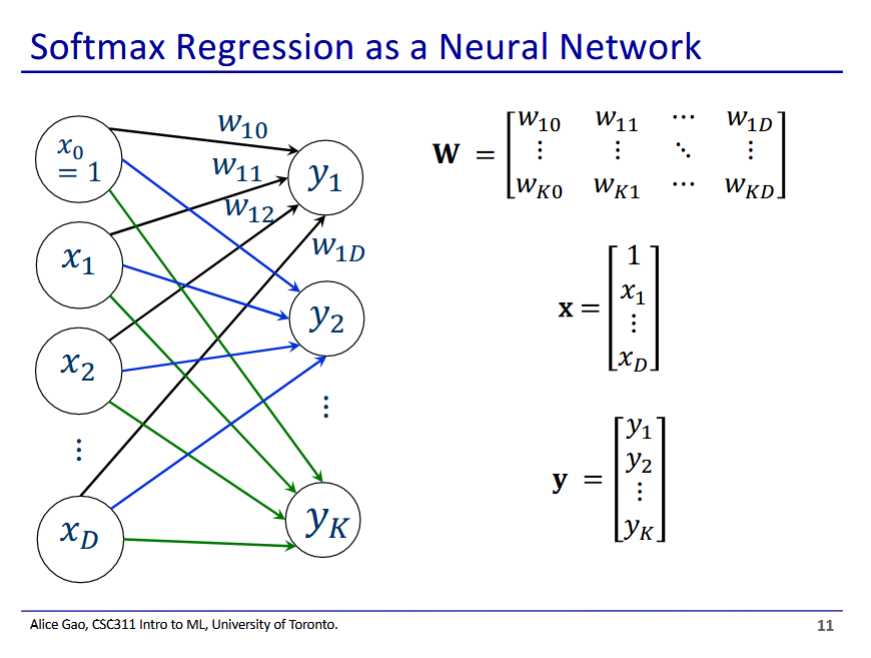 Softmax Regression as a Neural Network
x₀
= 1
x₁
x₂
⋮
x_D
w₁₀
w₁₁
w₁₂
w₁D
y₁
y₂
⋮
y_K
W = [w₁₀ w₁₁ ⋯ w₁D
⋮ ⋮ ⋱ ⋮
w_K0 w_K1 ⋯ w_KD]
x = [1
x₁
⋮
x_D]
y = [y₁
y₂
⋮
y_K]
Alice Gao, CSC311 Intro to ML, University of Toronto.
11